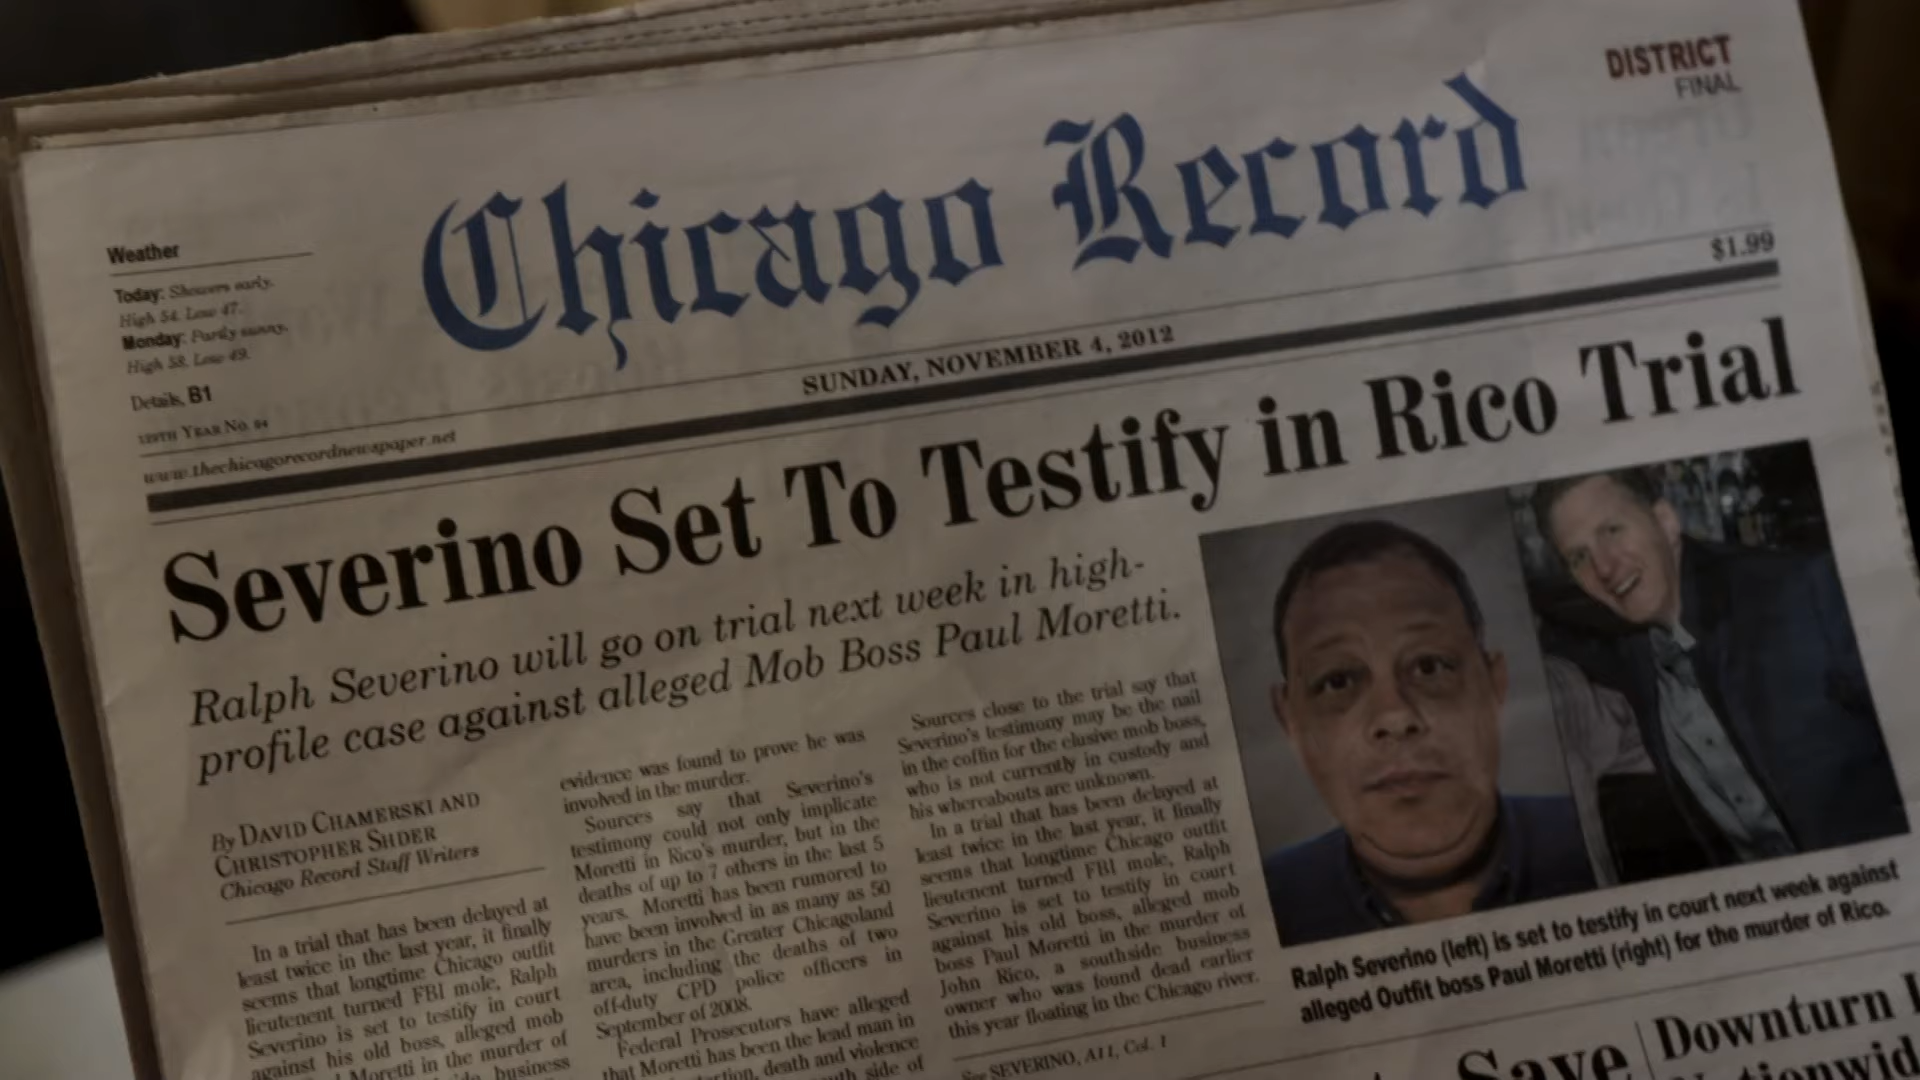 DISTRICT
FINAL
Chicago Record
Weather
Today: Showers early.
High 54. Low 47.
Monday: Partly sunny.
High 58. Low 49.
Details, B1
129TH YEAR No. 84
$1.99
www.thechicagorecordnewspaper.net
SUNDAY, NOVEMBER 4, 2012
Severino Set To Testify in Rico Trial
Ralph Severino will go on trial next week in high-
profile case against alleged Mob Boss Paul Moretti.
By DAVID CHAMERSKI AND
CHRISTOPHER SHDER
Chicago Record Staff Writers
In a trial that has been delayed at
least twice in the last year, it finally
seems that longtime Chicago outfit
lieutenent turned FBI mole, Ralph
Severino is set to testify in court
against his old boss, alleged mob
Moretti in the murder of
business
evidence was found to prove he was
involved in the murder.
Sources say that Severino's
testimony could not only implicate
Moretti in Rico's murder, but in the
deaths of up to 7 others in the last 5
years. Moretti has been rumored to
have been involved in as many as 50
murders in the Greater Chicagoland
area, including the deaths of two
off-duty CPD police officers in
September of 2008.
Federal Prosecutors have alleged
that Moretti has been the lead man in
death and violence
side of
Sources close to the trial say that
Severino's testimony may be the nail
in the coffin for the elusive mob boss,
who is not currently in custody and
his whereabouts are unknown.
In a trial that has been delayed at
least twice in the last year, it finally
seems that longtime Chicago outfit
lieutenent turned FBI mole, Ralph
Severino is set to testify in court
against his old boss, alleged mob
boss Paul Moretti in the murder of
John Rico, a southside business
owner who was found dead earlier
this year floating in the Chicago river.
See SEVERINO, A11, Col. 1
Ralph Severino (left) is set to testify in court next week against
alleged Outfit boss Paul Moretti (right) for the murder of Rico.
Save
Downturn